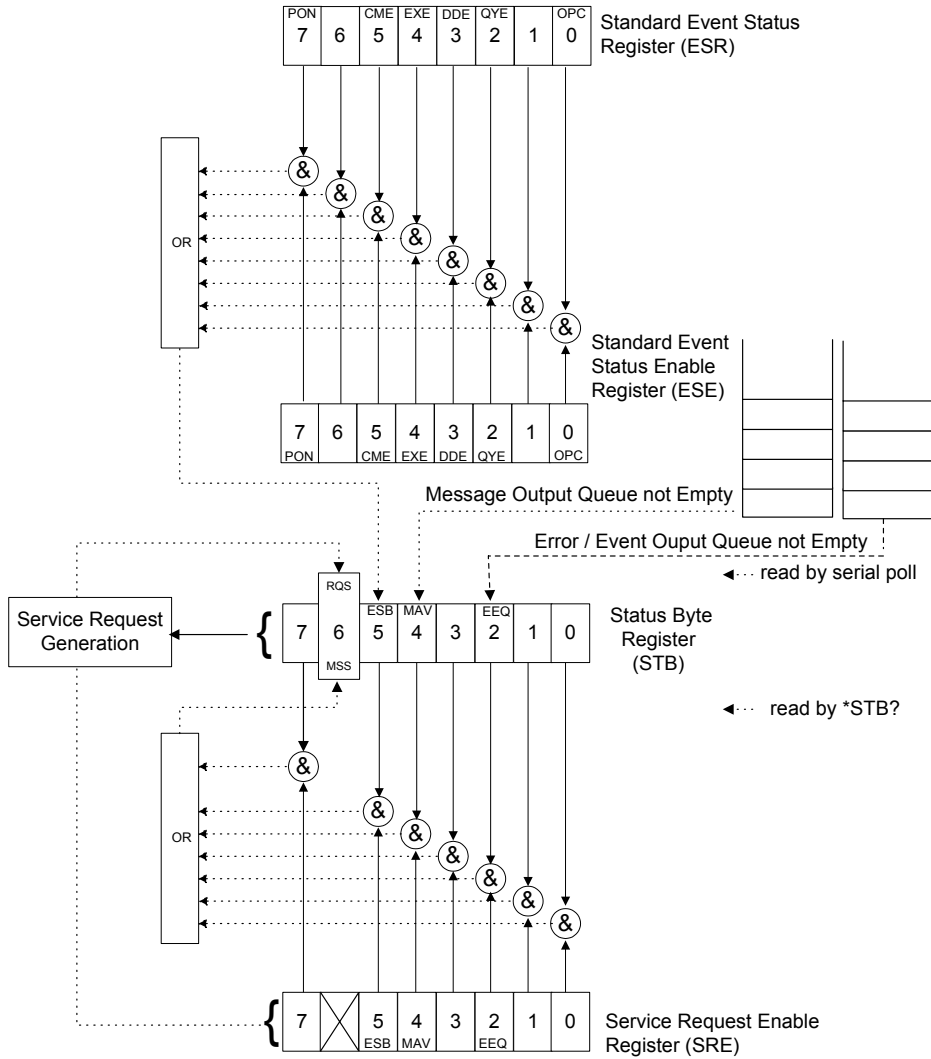 PON CME EXE DDE QYE OPC
7 6 5 4 3 2 1 0
Standard Event Status
Register (ESR)
&
&
&
&
&
&
&
&
OR
Standard Event
Status Enable
Register (ESE)
7 6 5 4 3 2 1 0
PON CME EXE DDE QYE OPC
Message Output Queue not Empty
Error / Event Ouput Queue not Empty
read by serial poll
RQS
ESB MAV EEQ
7 6 5 4 3 2 1 0
MSS
{
Service Request
Generation
Status Byte
Register
(STB)
read by *STB?
&
&
&
&
&
&
&
OR
{
7 5 4 3 2 1 0
ESB MAV EEQ
Service Request Enable
Register (SRE)